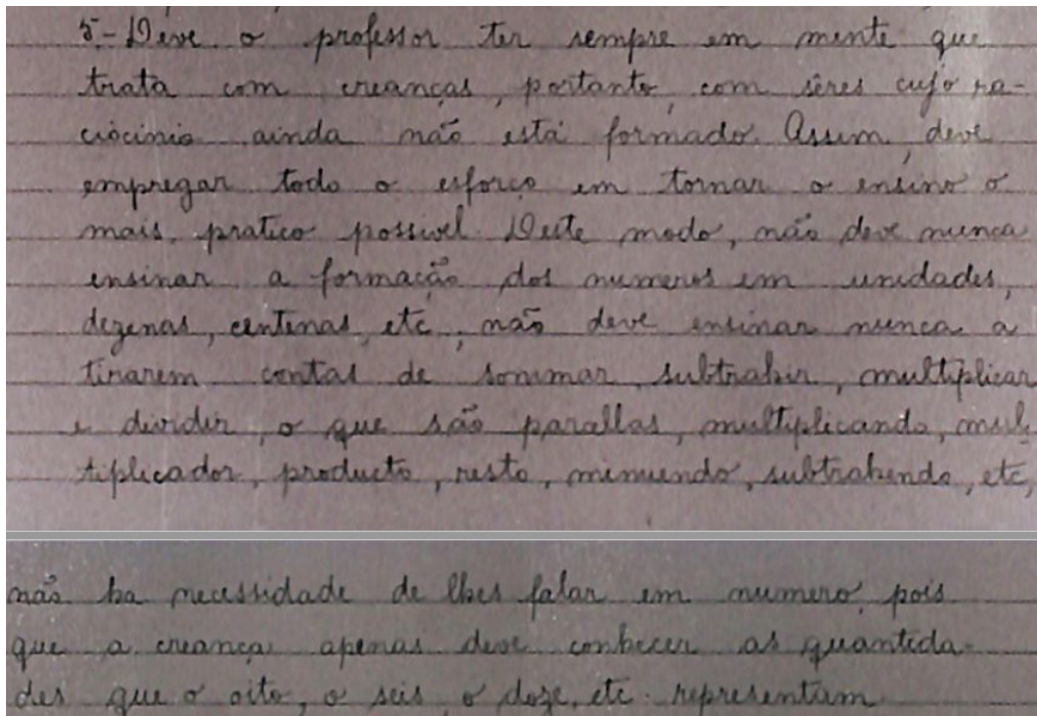 5.- Deve o professor ter sempre em mente que
trata com creanças, portanto, com sêres cujo ra-
ciocinio ainda não está formado. Assim, deve
empregar todo o esforço em tornar o ensino o
mais pratico possivel. Deste modo, não deve nunca
ensinar a formação dos numeros em unidades,
dezenas, centenas, etc, não deve ensinar nunca a
tirarem contas de sommar, subtrahir, multiplicar
e dividir, o que são parallas, multiplicando, mul-
tiplicador, producto, resto, minuendo, subtrahendo, etc,
não ha necessidade de lhes falar em numero, pois
que a creança apenas deve conhecer as quantida-
des que o oito, o seis, o doze, etc. representam